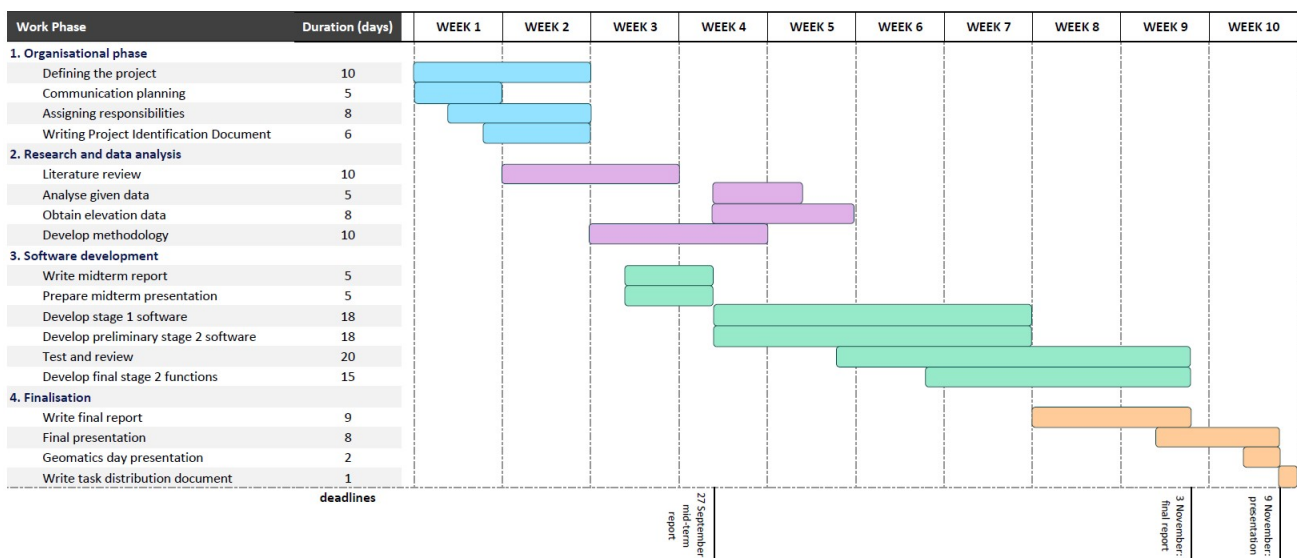 Work Phase Duration (days) WEEK 1 WEEK 2 WEEK 3 WEEK 4 WEEK 5 WEEK 6 WEEK 7 WEEK 8 WEEK 9 WEEK 10
1. Organisational phase
Defining the project 10
Communication planning 5
Assigning responsibilities 8
Writing Project Identification Document 6
2. Research and data analysis
Literature review 10
Analyse given data 5
Obtain elevation data 8
Develop methodology 10
3. Software development
Write midterm report 5
Prepare midterm presentation 5
Develop stage 1 software 18
Develop preliminary stage 2 software 18
Test and review 20
Develop final stage 2 functions 15
4. Finalisation
Write final report 9
Final presentation 8
Geomatics day presentation 2
Write task distribution document 1
deadlines
27 September:
mid-term
report
3 November:
final report
9 November:
presentation